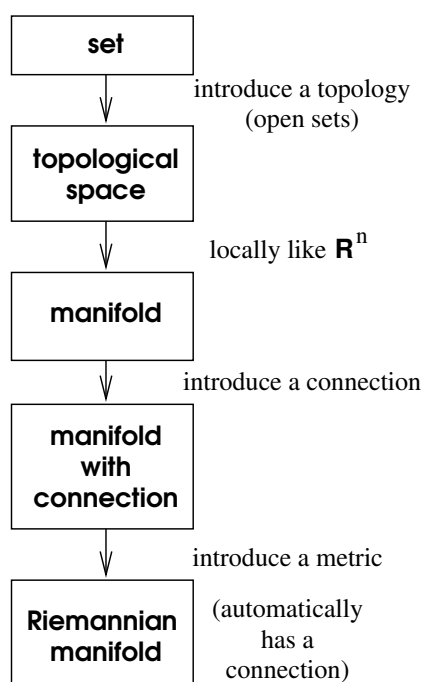 set
introduce a topology
(open sets)
topological
space
locally like R^n
manifold
introduce a connection
manifold
with
connection
introduce a metric
Riemannian
manifold
(automatically
has a
connection)